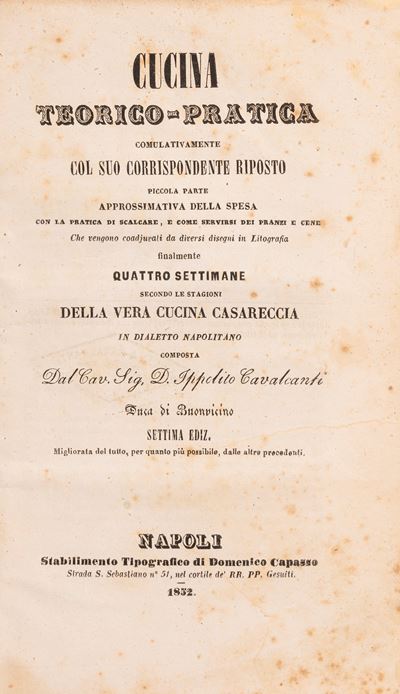 CUCINA
TEORICO-PRATICA
COMULATIVAMENTE
COL SUO CORRISPONDENTE RIPOSTO
PICCOLA PARTE
APPROSSIMATIVA DELLA SPESA
CON LA PRATICA DI SCALCARE, E COME SERVIRSI DEI PRANZI E CENE
Che vengono coadjuvati da diversi disegni in Litografia
finalmente
QUATTRO SETTIMANE
SECONDO LE STAGIONI
DELLA VERA CUCINA CASARECCIA
IN DIALETTO NAPOLITANO
COMPOSTA
Dal Cav. Sig. D. Ippolito Cavalcanti
Duca di Buonvicino
SETTIMA EDIZ.
Migliorata del tutto, per quanto più possibile, dalle altre precedenti.
NAPOLI
Stabilimento Tipografico di Domenico Capasso
Strada S. Sebastiano n° 51, nel cortile de' RR. PP. Gesuiti.
1852.